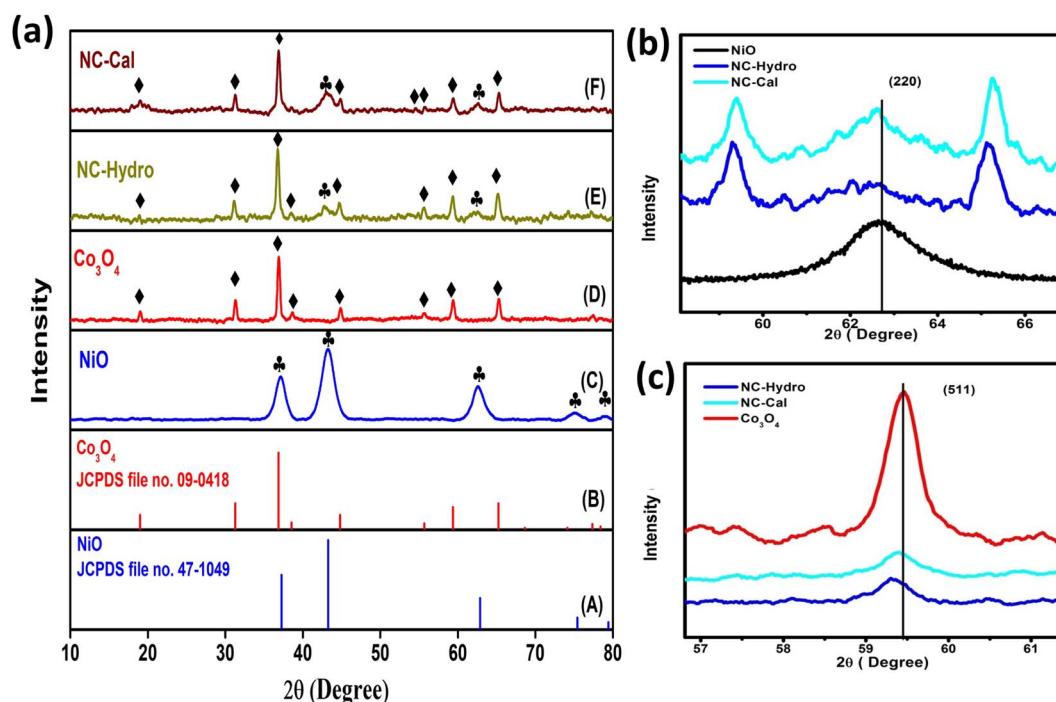 (a)
NC-Cal
(F)
NC-Hydro
(E)
Co₃O₄
(D)
NiO
(C)
Co₃O₄
JCPDS file no. 09-0418
(B)
NiO
JCPDS file no. 47-1049
(A)
Intensity
10 20 30 40 50 60 70 80
2θ (Degree)
(b)
NiO
NC-Hydro
NC-Cal
(220)
Intensity
60 62 64 66
2θ ( Degree)
(c)
NC-Hydro
NC-Cal
Co₃O₄
(511)
Intensity
57 58 59 60 61
2θ ( Degree)